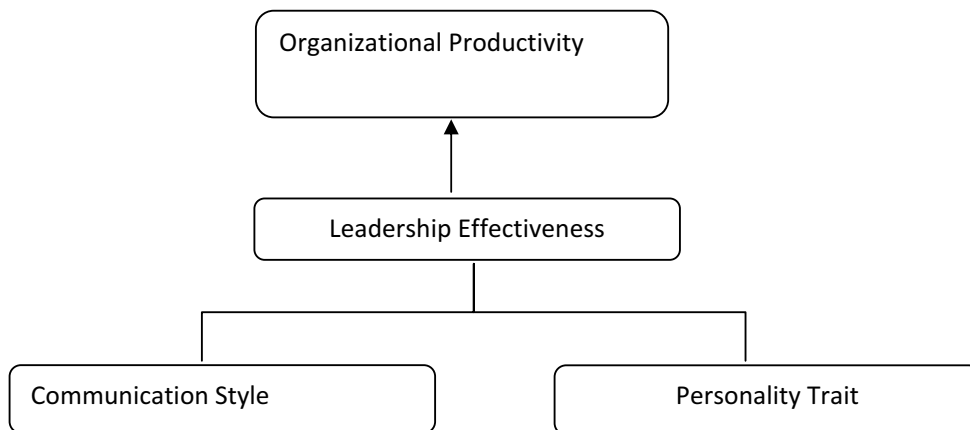 Organizational Productivity
Leadership Effectiveness
Communication Style
Personality Trait